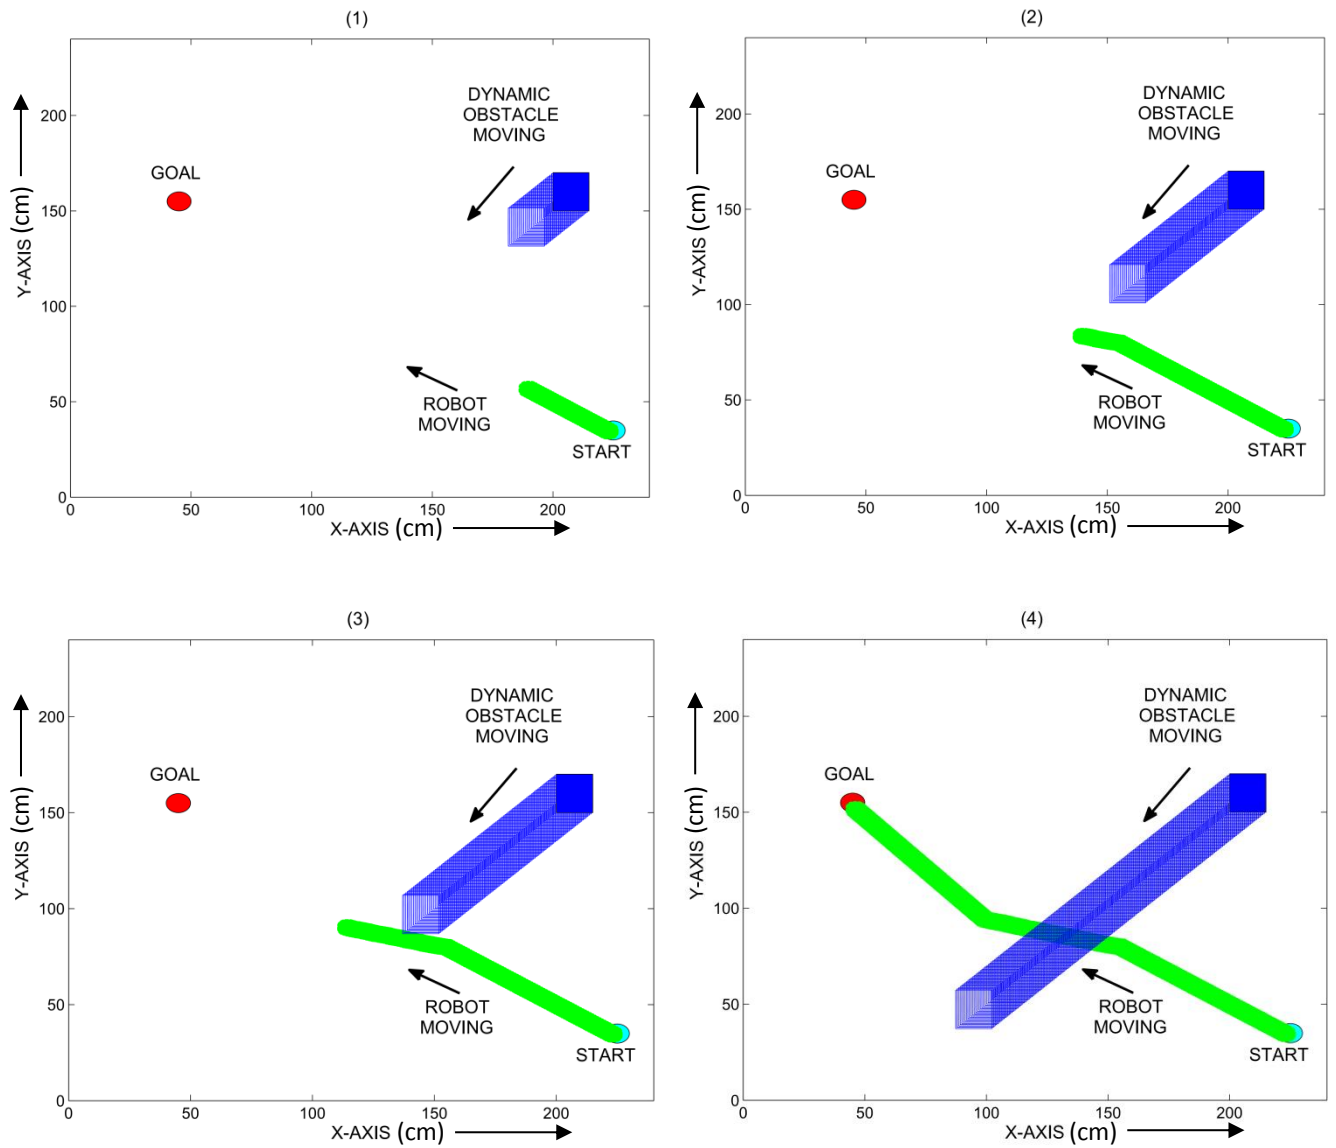 (1)
DYNAMIC
OBSTACLE
MOVING
GOAL
ROBOT
MOVING
START
Y-AXIS (cm)
200
150
100
50
0
0 50 100 150 200
X-AXIS (cm)
(2)
DYNAMIC
OBSTACLE
MOVING
GOAL
ROBOT
MOVING
START
Y-AXIS (cm)
200
150
100
50
0
0 50 100 150 200
X-AXIS (cm)
(3)
DYNAMIC
OBSTACLE
MOVING
GOAL
ROBOT
MOVING
START
Y-AXIS (cm)
200
150
100
50
0
0 50 100 150 200
X-AXIS (cm)
(4)
DYNAMIC
OBSTACLE
MOVING
GOAL
ROBOT
MOVING
START
Y-AXIS (cm)
200
150
100
50
0
0 50 100 150 200
X-AXIS (cm)